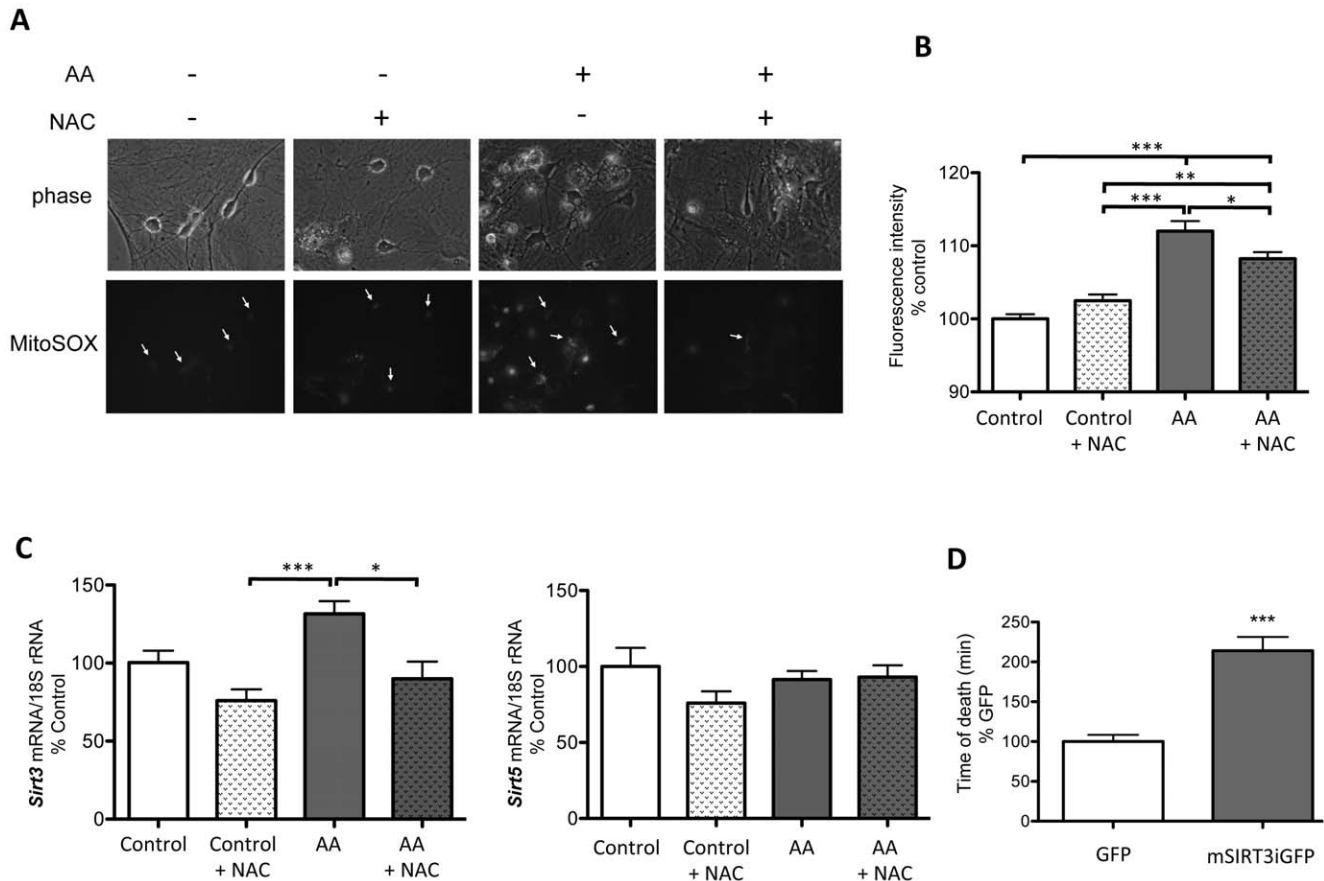 A
AA - - + +
NAC - + - +
phase
MitoSOX
B
Fluorescence intensity
% control
120
110
100
90
***
**
*** *
Control Control AA AA
+ NAC + NAC
C
Sirt3 mRNA/18S rRNA
% Control
150
100
50
0
*** *
Control Control AA AA
+ NAC + NAC
Sirt5 mRNA/18S rRNA
% Control
150
100
50
0
Control Control AA AA
+ NAC + NAC
D
Trime of death (min)
% GFP
250
200
150
100
50
0
***
GFP mSIRT3iGFP